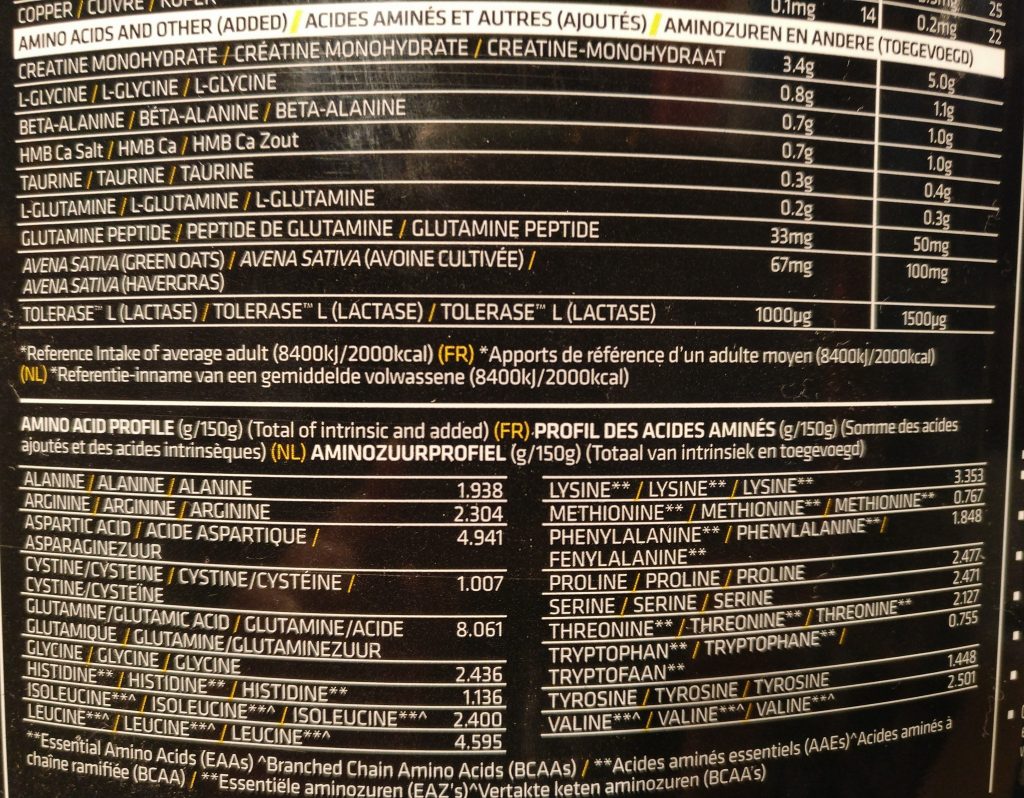 COPPER / CUIVRE / KOPER 0.1mg 14 0.2mg 22
25
AMINO ACIDS AND OTHER (ADDED) / ACIDES AMINÉS ET AUTRES (AJOUTÉS) / AMINOZUREN EN ANDERE (TOEGEVOEGD)
CREATINE MONOHYDRATE / CRÉATINE MONOHYDRATE / CREATINE-MONOHYDRAAT 3.4g 5.0g
L-GLYCINE / L-GLYCINE / L-GLYCINE 0.8g 1.1g
BETA-ALANINE / BÉTA-ALANINE / BETA-ALANINE 0.7g 1.0g
HMB Ca Salt / HMB Ca / HMB Ca Zout 0.7g 1.0g
TAURINE / TAURINE / TAURINE 0.3g 0.4g
L-GLUTAMINE / L-GLUTAMINE / L-GLUTAMINE 0.2g 0.3g
GLUTAMINE PEPTIDE / PEPTIDE DE GLUTAMINE / GLUTAMINE PEPTIDE 33mg 50mg
AVENA SATIVA (GREEN OATS) / AVENA SATIVA (AVOINE CULTIVÉE) / 67mg 100mg
AVENA SATIVA (HAVERGRAS)
TOLERASE™ L (LACTASE) / TOLERASE™ L (LACTASE) / TOLERASE™ L (LACTASE) 1000µg 1500µg
*Reference Intake of average adult (8400kJ/2000kcal) (FR) *Apports de référence d'un adulte moyen (8400kJ/2000kcal)
(NL) *Referentie-inname van een gemiddelde volwassene (8400kJ/2000kcal)
AMINO ACID PROFILE (g/150g) (Total of intrinsic and added) (FR) PROFIL DES ACIDES AMINÉS (g/150g) (Somme des acides
ajoutés et des acides intrinsèques) (NL) AMINOZUURPROFIEL (g/150g) (Totaal van intrinsiek en toegevoegd)
ALANINE / ALANINE / ALANINE 1.938
ARGININE / ARGININE / ARGININE 2.304
ASPARTIC ACID / ACIDE ASPARTIQUE / 4.941
ASPARAGINEZUUR
CYSTINE/CYSTEINE / CYSTINE/CYSTÉINE / 1.007
CYSTINE/CYSTEÏNE
GLUTAMINE/GLUTAMIC ACID / GLUTAMINE/ACIDE 8.061
GLUTAMIQUE / GLUTAMINE/GLUTAMINEZUUR
GLYCINE / GLYCINE / GLYCINE 2.436
HISTIDINE** / HISTIDINE** / HISTIDINE** 1.136
ISOLEUCINE**^ / ISOLEUCINE**^ / ISOLEUCINE**^ 2.400
LEUCINE**^ / LEUCINE**^ / LEUCINE**^ 4.595
LYSINE** / LYSINE** / LYSINE** 3.353
METHIONINE** / METHIONINE** / METHIONINE** 0.767
PHENYLALANINE** / PHENYLALANINE** / 1.848
FENYLALANINE**
PROLINE / PROLINE / PROLINE 2.477
SERINE / SERINE / SERINE 2.471
THREONINE** / THREONINE** / THREONINE** 2.127
TRYPTOPHAN** / TRYPTOPHANE** / 0.755
TRYPTOFAAN**
TYROSINE / TYROSINE / TYROSINE 1.448
VALINE**^ / VALINE**^ / VALINE**^ 2.501
**Essential Amino Acids (EAAs) ^Branched Chain Amino Acids (BCAAs) / **Acides aminés essentiels (AAEs)^Acides aminés à
chaîne ramifiée (BCAA) / **Essentiële aminozuren (EAZ's)^Vertakte keten aminozuren (BCAA's)